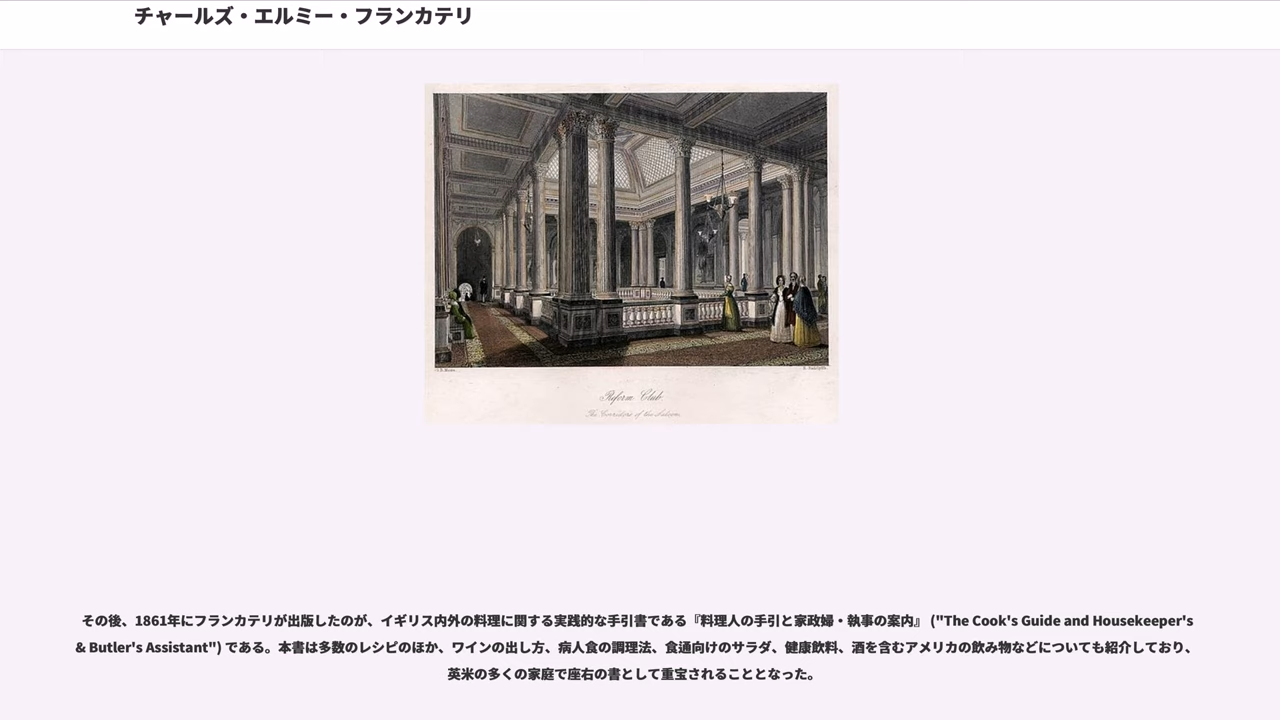 チャールズ・エルミー・フランカテリ
Reform Club.
The Corridors of the Saloon.
その後、1861年にフランカテリが出版したのが、イギリス内外の料理に関する実践的な手引書である『料理人の手引と家政婦・執事の案内』 ("The Cook's Guide and Housekeeper's
& Butler's Assistant") である。本書は多数のレシピのほか、ワインの出し方、病人食の調理法、食通向けのサラダ、健康飲料、酒を含むアメリカの飲み物などについても紹介しており、
英米の多くの家庭で座右の書として重宝されることとなった。